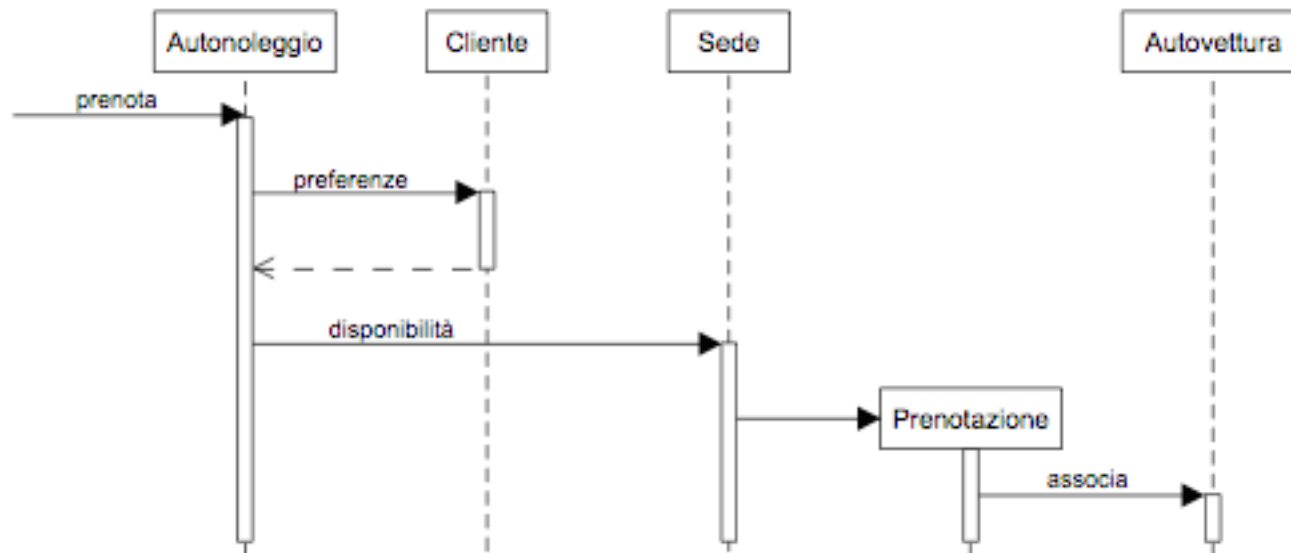 Autonoleggio
Cliente
Sede
Autovettura
prenota
preferenze
disponibilità
Prenotazione
associa